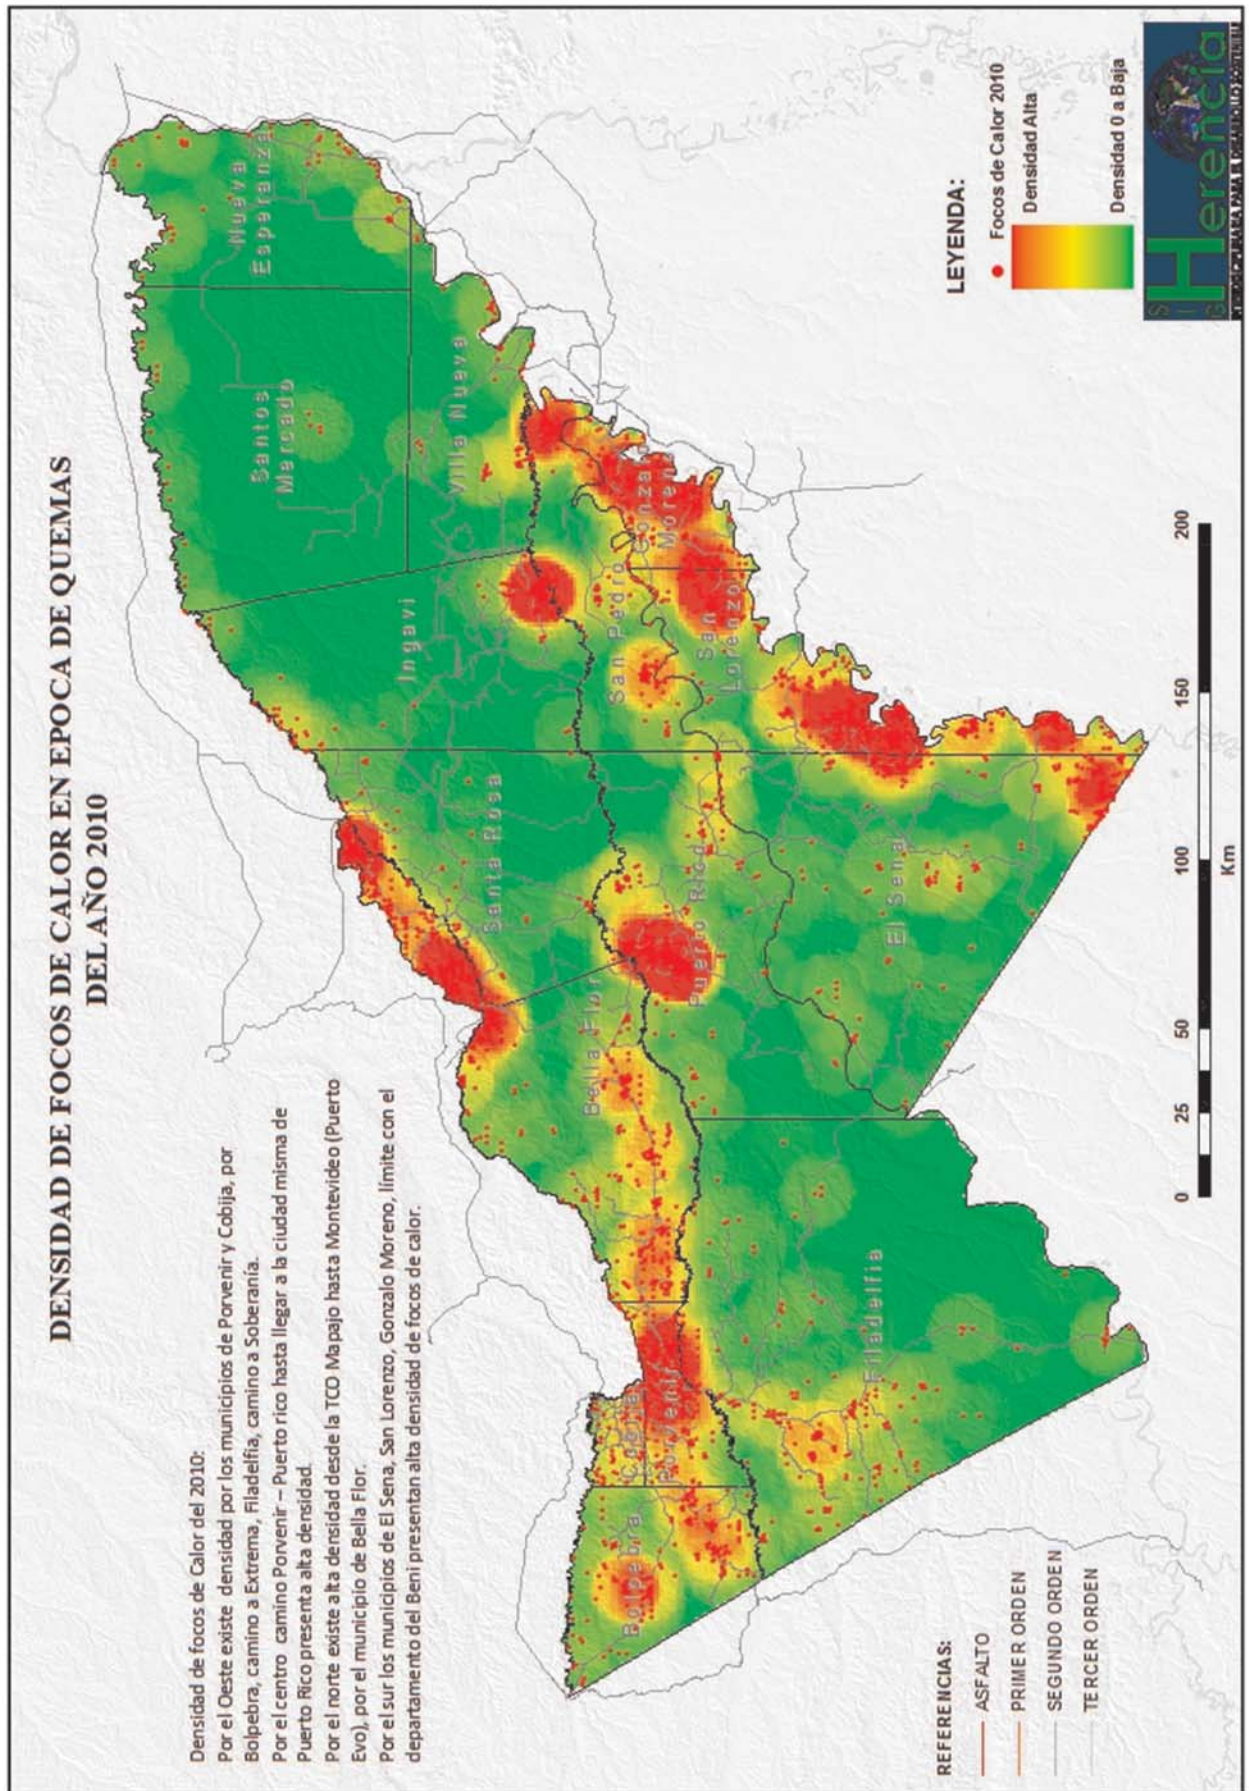 DENSIDAD DE FOCOS DE CALOR EN EPOCA DE QUEMAS
DEL AÑO 2010
Densidad de focos de Calor del 2010:
Por el Oeste existe densidad por los municipios de Porvenir y Cobija, por
Bolpebra, camino a Extrema, Filadelfia, camino a Soberanía.
Por el centro camino Porvenir – Puerto rico hasta llegar a la ciudad misma de
Puerto Rico presenta alta densidad.
Por el norte existe alta densidad desde la TCO Mapajo hasta Montevideo (Puerto
Evo), por el municipio de Bella Flor.
Por el sur los municipios de El Sena, San Lorenzo, Gonzalo Moreno, límite con el
departamento del Beni presentan alta densidad de focos de calor.
Nueva
Esperanza
Santos
Mercado
Villa Nueva
Ingavi
Santa Rosa
Gonzalo
Moreno
San Pedro
San
Lorenzo
Bella Flor
Puerto Rico
El Sena
Cobija
Porvenir
Bolpebra
Filadelfia
REFERENCIAS:
ASFALTO
PRIMER ORDEN
SEGUNDO ORDEN
TERCER ORDEN
0 25 50 100 150 200
Km
LEYENDA:
Focos de Calor 2010
Densidad Alta
Densidad 0 a Baja
SIG
Herencia
INTERDISCIPLINARIA PARA EL DESARROLLO SOSTENIBLE